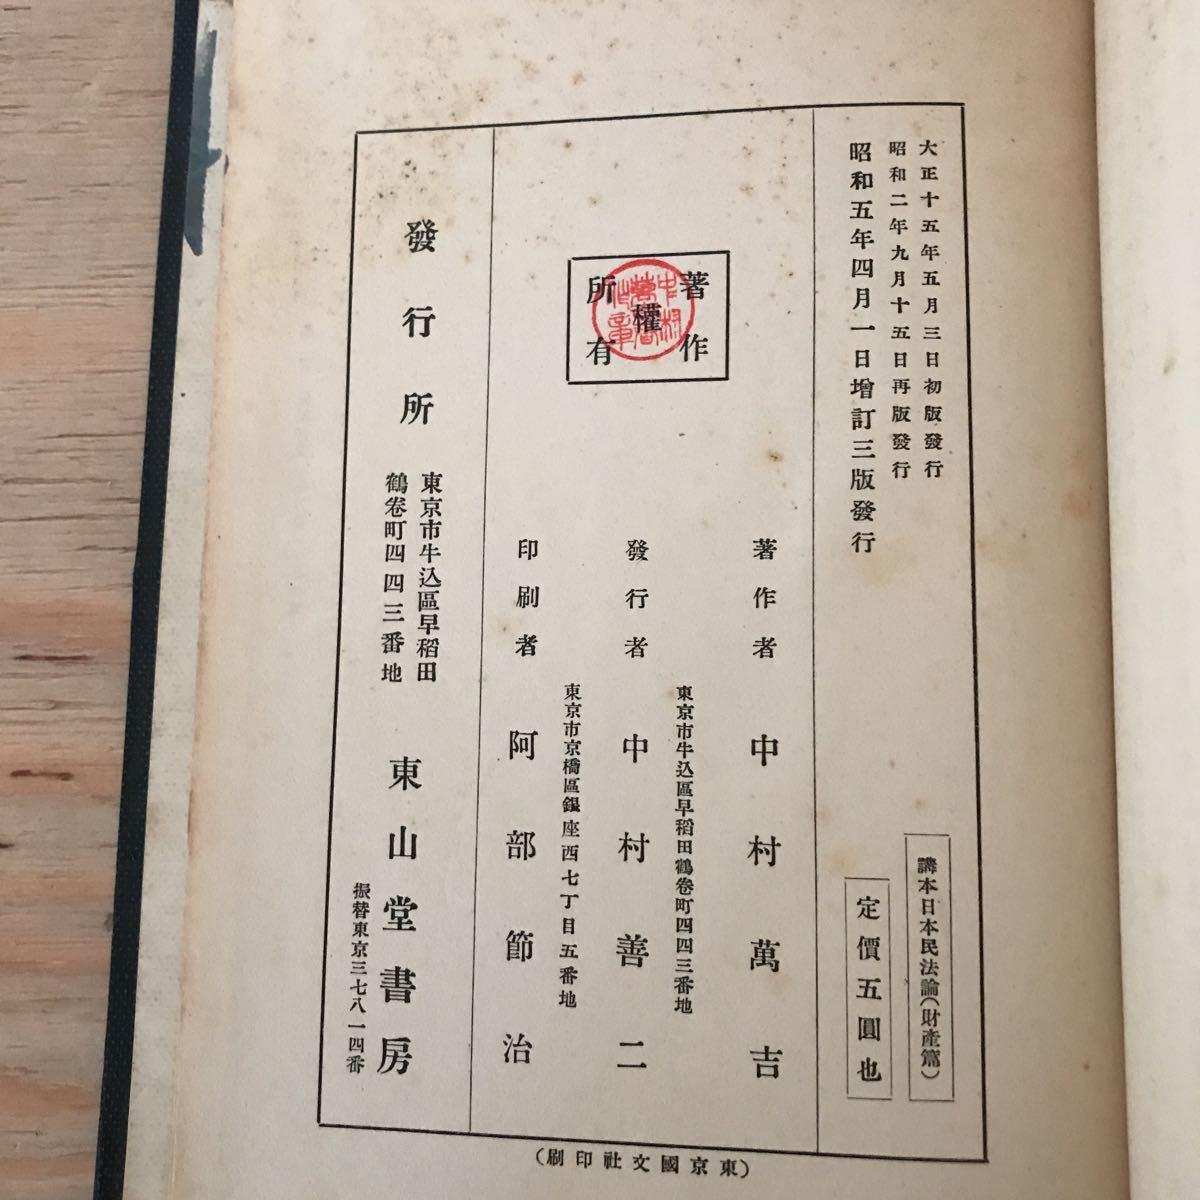 大正十五年五月三日初版發行
昭和二年九月十五日再版發行
昭和五年四月一日增訂三版發行
講本日本民法論（財產篇）
定價五圓也
著作
權
所有
著作者 中村萬吉
東京市牛込區早稻田鶴卷町四四三番地
發行者 中村善二
東京市京橋區銀座西七丁目五番地
印刷者 阿部節治
發行所
東京市牛込區早稻田
鶴卷町四四三番地
東山堂書房
振替東京三七八一四番
（東京國文社印刷）